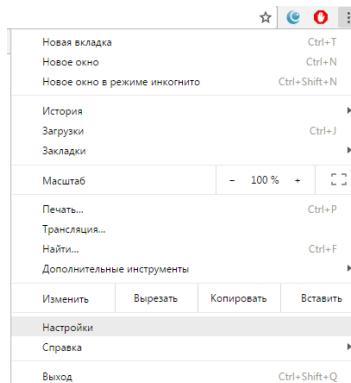 Новая вкладка Ctrl+T
Новое окно Ctrl+N
Новое окно в режиме инкогнито Ctrl+Shift+N
История
Загрузки Ctrl+J
Закладки
Масштаб - 100 % +
Печать... Ctrl+P
Трансляция...
Найти... Ctrl+F
Дополнительные инструменты
Изменить Вырезать Копировать Вставить
Настройки
Справка
Выход Ctrl+Shift+Q